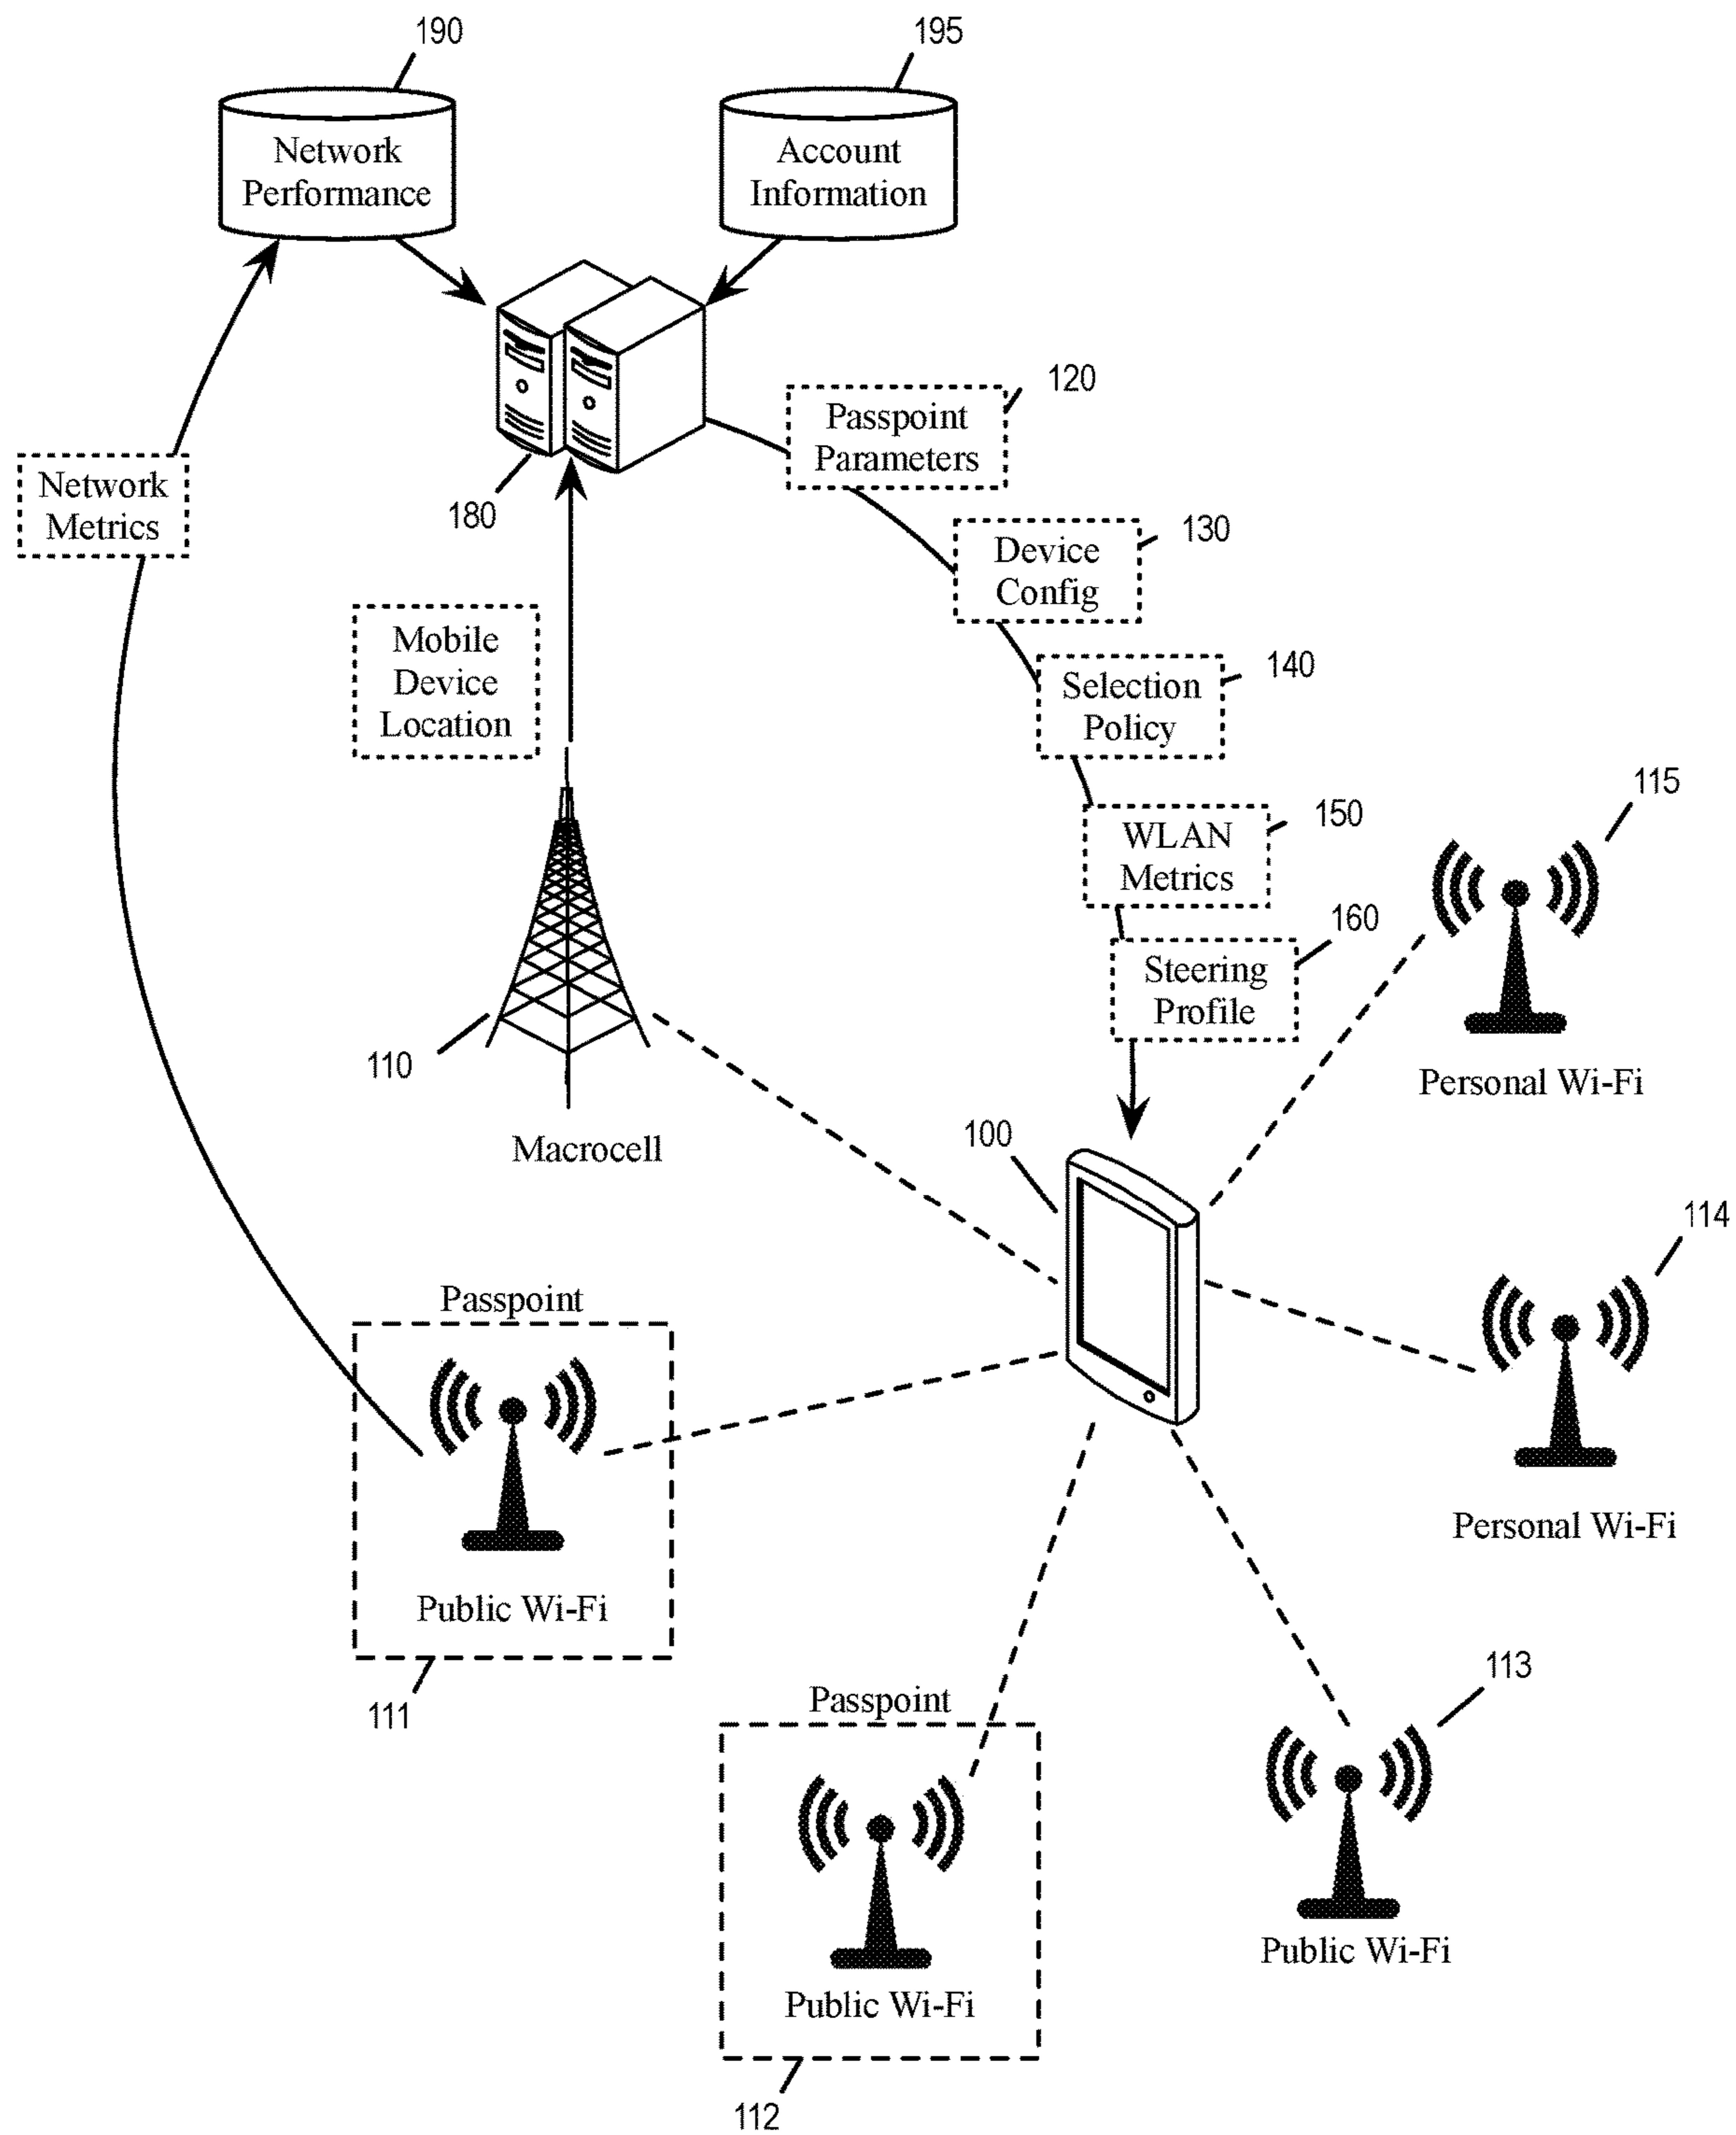 190
195
Network
Performance
Account
Information
120
Passpoint
Parameters
Network
Metrics
180
130
Device
Config
Mobile
Device
Location
140
Selection
Policy
150
WLAN
Metrics
115
160
Steering
Profile
110
Personal Wi-Fi
Macrocell
100
114
Passpoint
Personal Wi-Fi
Public Wi-Fi
111
113
Passpoint
Public Wi-Fi
Public Wi-Fi
112